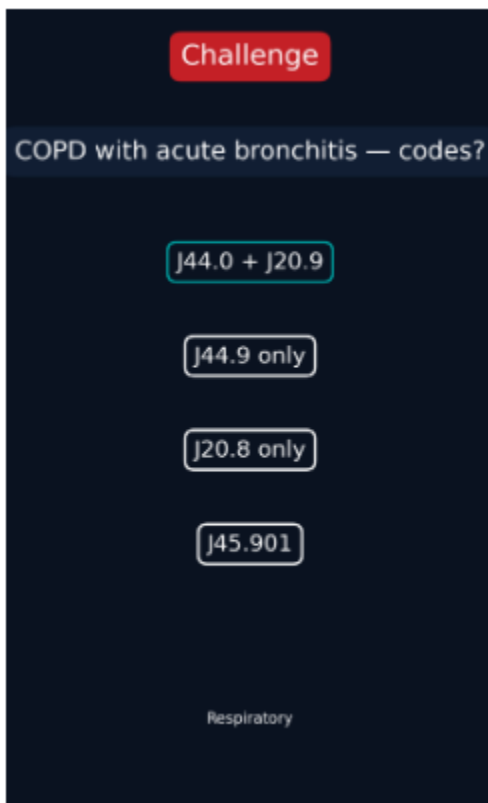 Challenge
COPD with acute bronchitis — codes?
J44.0 + J20.9
J44.9 only
J20.8 only
J45.901
Respiratory